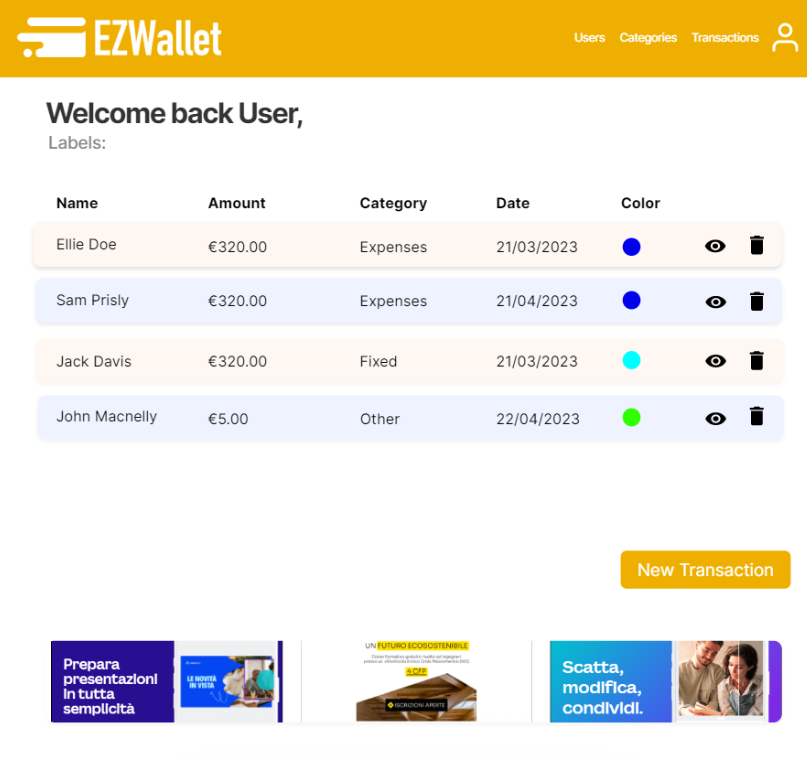 EZWallet
Users Categories Transactions
Welcome back User,
Labels:
Name Amount Category Date Color
Ellie Doe €320.00 Expenses 21/03/2023
Sam Prisly €320.00 Expenses 21/04/2023
Jack Davis €320.00 Fixed 21/03/2023
John Macnelly €5.00 Other 22/04/2023
New Transaction
Prepara
presentazioni
in tutta
semplicità
LE NOVITÀ
IN VISTA
UN FUTURO ECOSOSTENIBILE
4 CFP
ISCRIZIONI APERTE
Scatta,
modifica,
condividi.